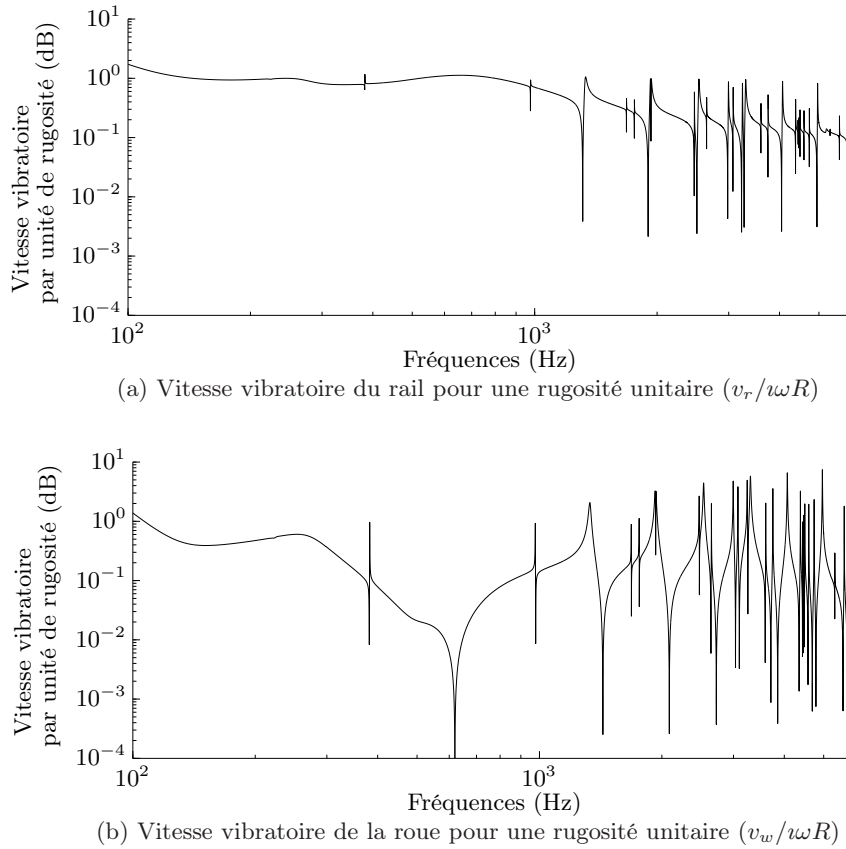 10^1
10^0
10^{-1}
10^{-2}
10^{-3}
10^{-4}
Vitesse vibratoire
par unité de rugosité (dB)
10^2
10^3
Fréquences (Hz)
(a) Vitesse vibratoire du rail pour une rugosité unitaire (v_r/ıωR)
10^1
10^0
10^{-1}
10^{-2}
10^{-3}
10^{-4}
Vitesse vibratoire
par unité de rugosité (dB)
10^2
10^3
Fréquences (Hz)
(b) Vitesse vibratoire de la roue pour une rugosité unitaire (v_w/ıωR)